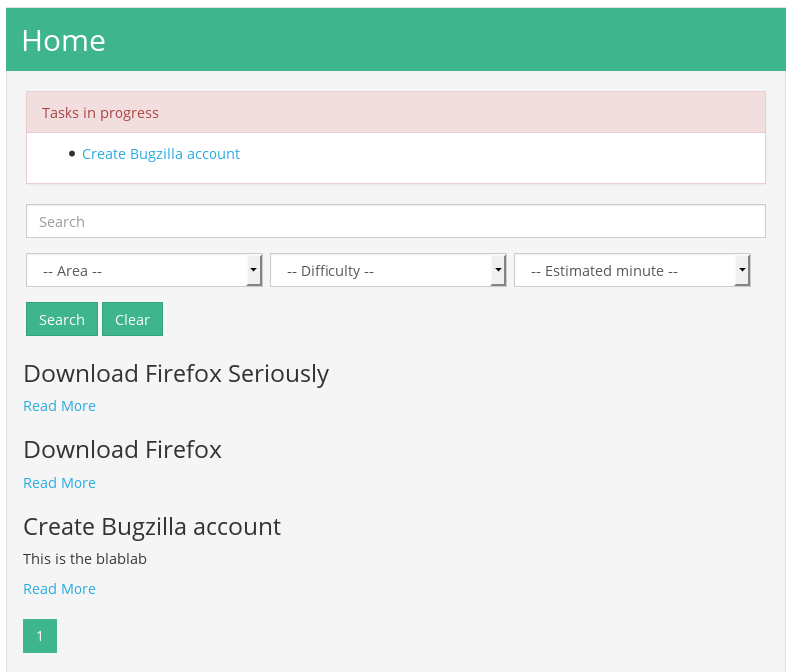 Home
Tasks in progress
Create Bugzilla account
Search
-- Area --
-- Difficulty --
-- Estimated minute --
Search
Clear
Download Firefox Seriously
Read More
Download Firefox
Read More
Create Bugzilla account
This is the blablab
Read More
1